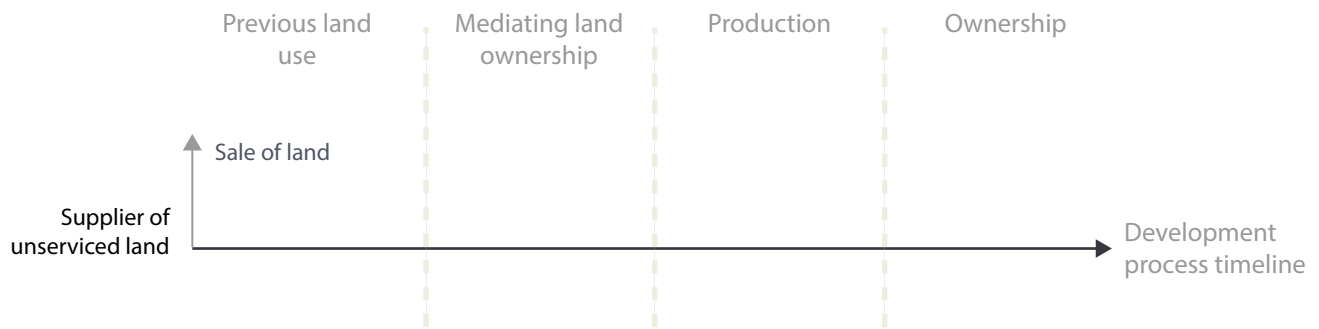 Previous land
use
Mediating land
ownership
Production
Ownership
Sale of land
Supplier of
unserviced land
Development
process timeline